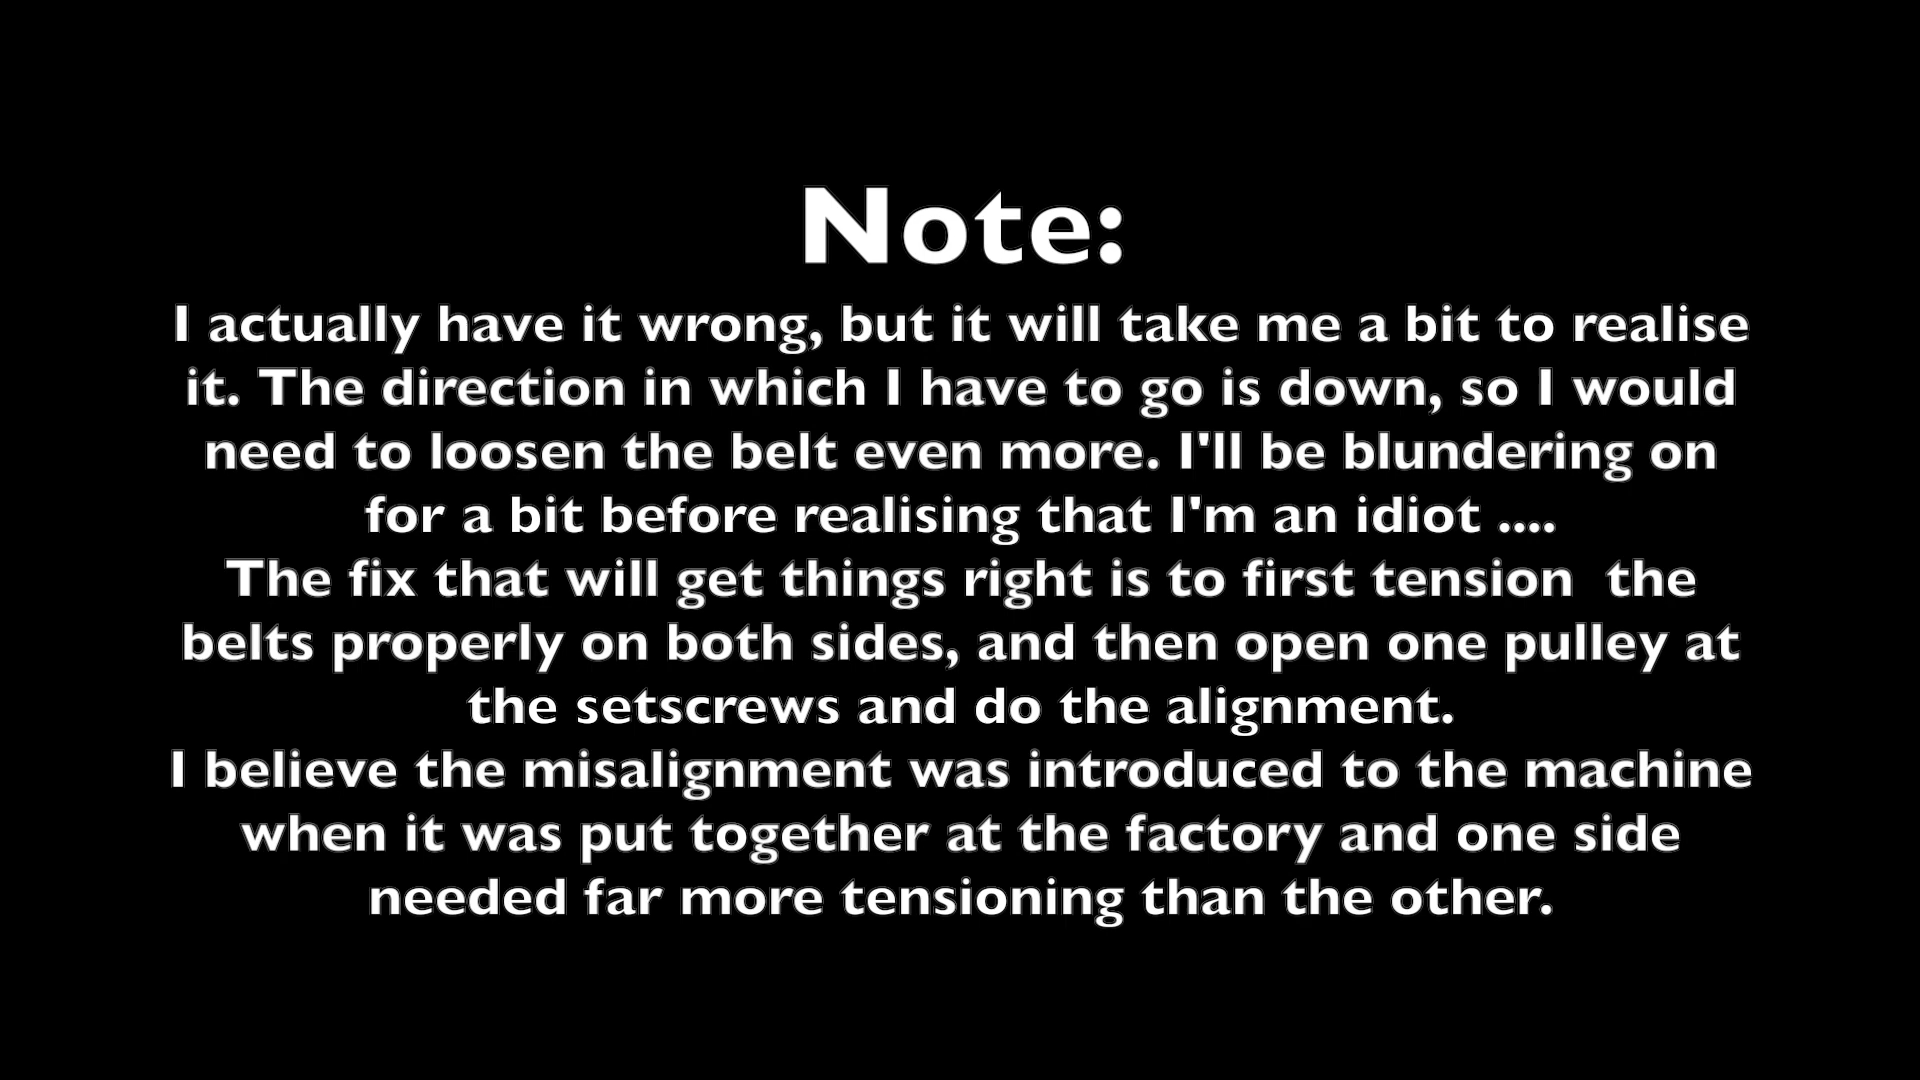 Note:
I actually have it wrong, but it will take me a bit to realise
it. The direction in which I have to go is down, so I would
need to loosen the belt even more. I'll be blundering on
for a bit before realising that I'm an idiot ....
The fix that will get things right is to first tension  the
belts properly on both sides, and then open one pulley at
the setscrews and do the alignment.
I believe the misalignment was introduced to the machine
when it was put together at the factory and one side
needed far more tensioning than the other.